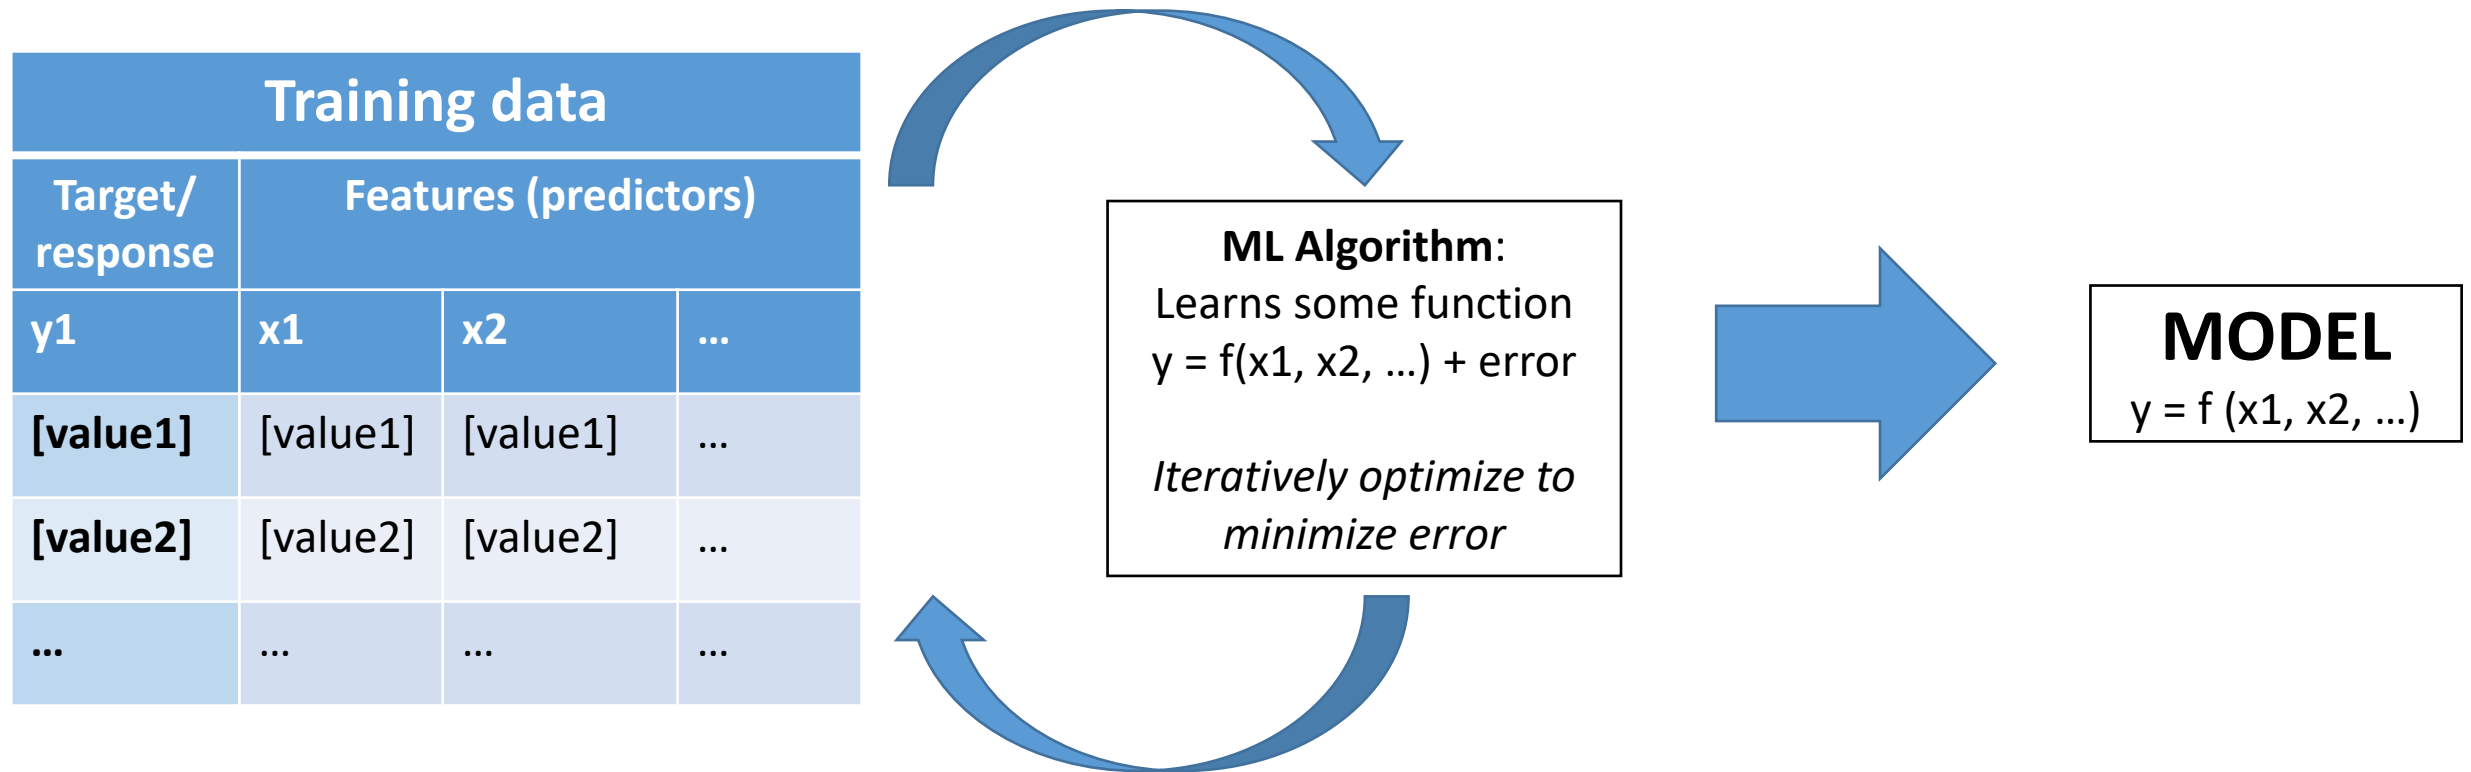 Training data
Target/
response
Features (predictors)
y1 x1 x2 ...
[value1] [value1] [value1] ...
[value2] [value2] [value2] ...
... ... ... ...
ML Algorithm:
Learns some function
y = f(x1, x2, ...) + error
Iteratively optimize to
minimize error
MODEL
y = f (x1, x2, ...)